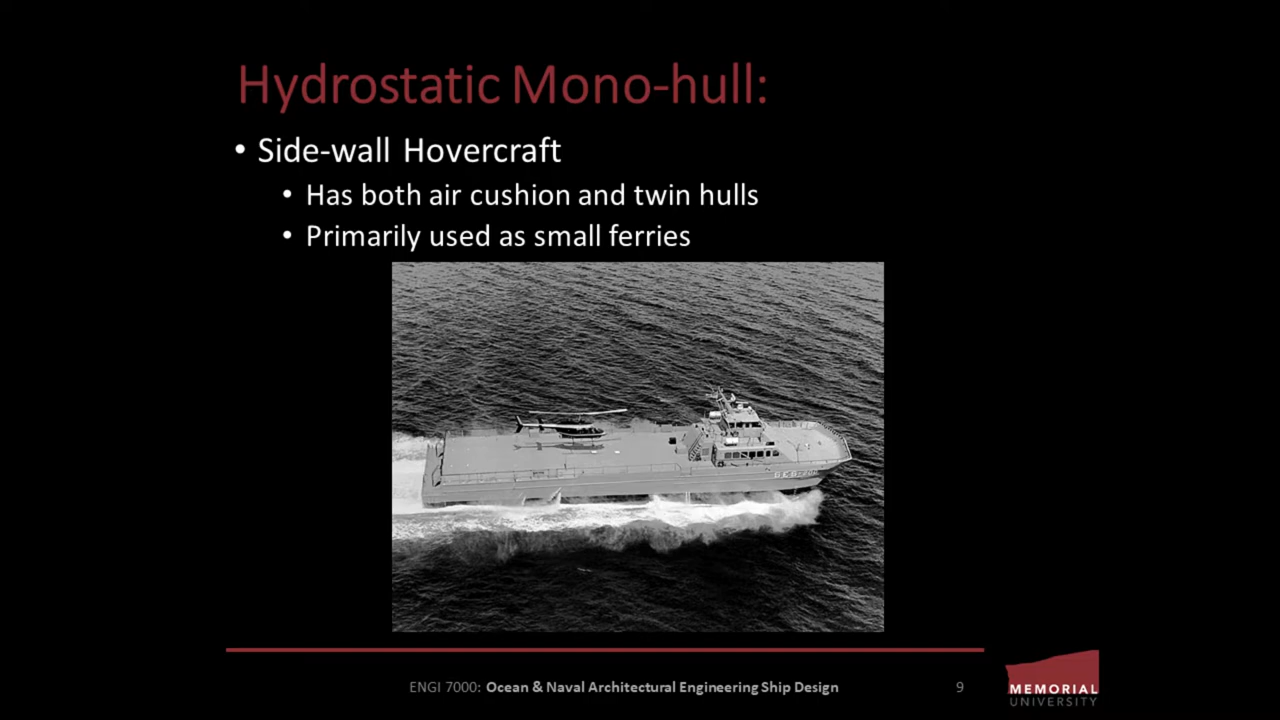 Hydrostatic Mono-hull:
• Side-wall Hovercraft
• Has both air cushion and twin hulls
• Primarily used as small ferries
ENGI 7000: Ocean & Naval Architectural Engineering Ship Design
9
MEMORIAL
UNIVERSITY